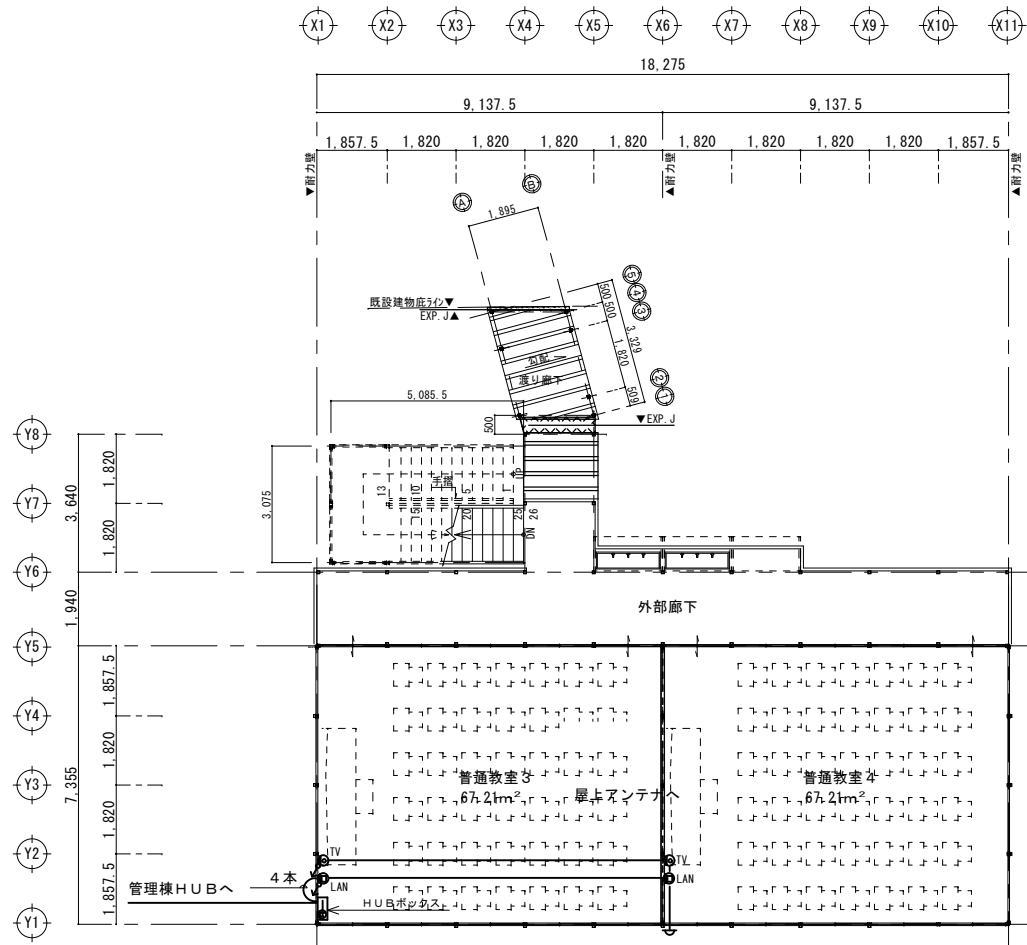 X1 X2 X3 X4 X5 X6 X7 X8 X9 X10 X11
18,275
9,137.5 9,137.5
1,857.5 1,820 1,820 1,820 1,820 1,820 1,820 1,820 1,820 1,857.5
▼耐力壁 ▲耐力壁 ▲耐力壁
A B
1,895
5 4 3 2 1
500 500 1,820 509
3,329
既設建物庇ライン▼
EXP.J▲
勾配
渡り廊下
5,085.5
500
▼EXP.J
Y8
Y7
Y6
Y5
Y4
Y3
Y2
Y1
1,820
1,820
3,640
1,940
1,857.5
1,820
1,820
1,857.5
7,355
3,075
手摺
UP
13 10 5 1
15 20 25 26
DN
外部廊下
普通教室3
67.21m²
屋上アンテナへ
普通教室4
67.21m²
TV TV
LAN LAN
4本
管理棟HUBへ
HUBボックス